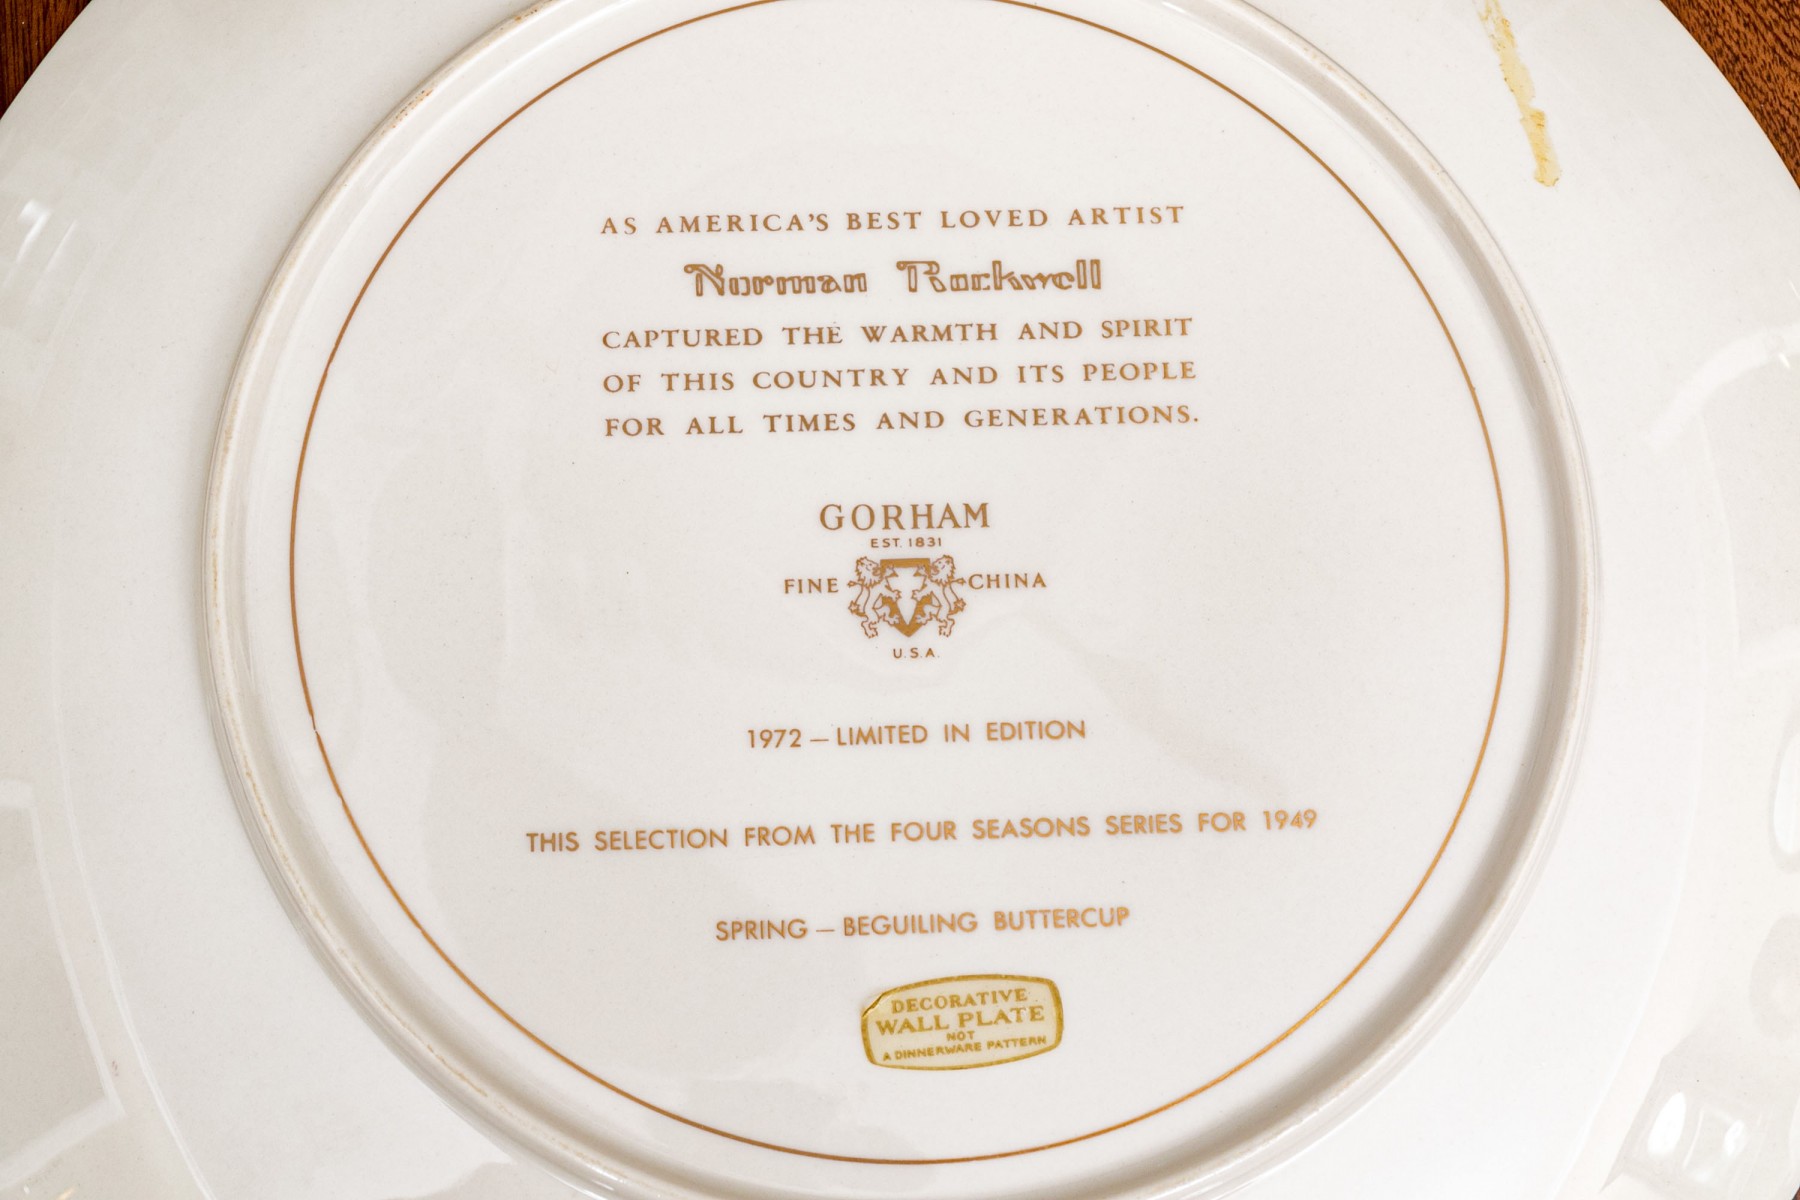 AS AMERICA'S BEST LOVED ARTIST
Norman Rockwell
CAPTURED THE WARMTH AND SPIRIT
OF THIS COUNTRY AND ITS PEOPLE
FOR ALL TIMES AND GENERATIONS.
GORHAM
EST. 1831
FINE CHINA
U.S.A.
1972 — LIMITED IN EDITION
THIS SELECTION FROM THE FOUR SEASONS SERIES FOR 1949
SPRING — BEGUILING BUTTERCUP
DECORATIVE
WALL PLATE
NOT
A DINNERWARE PATTERN